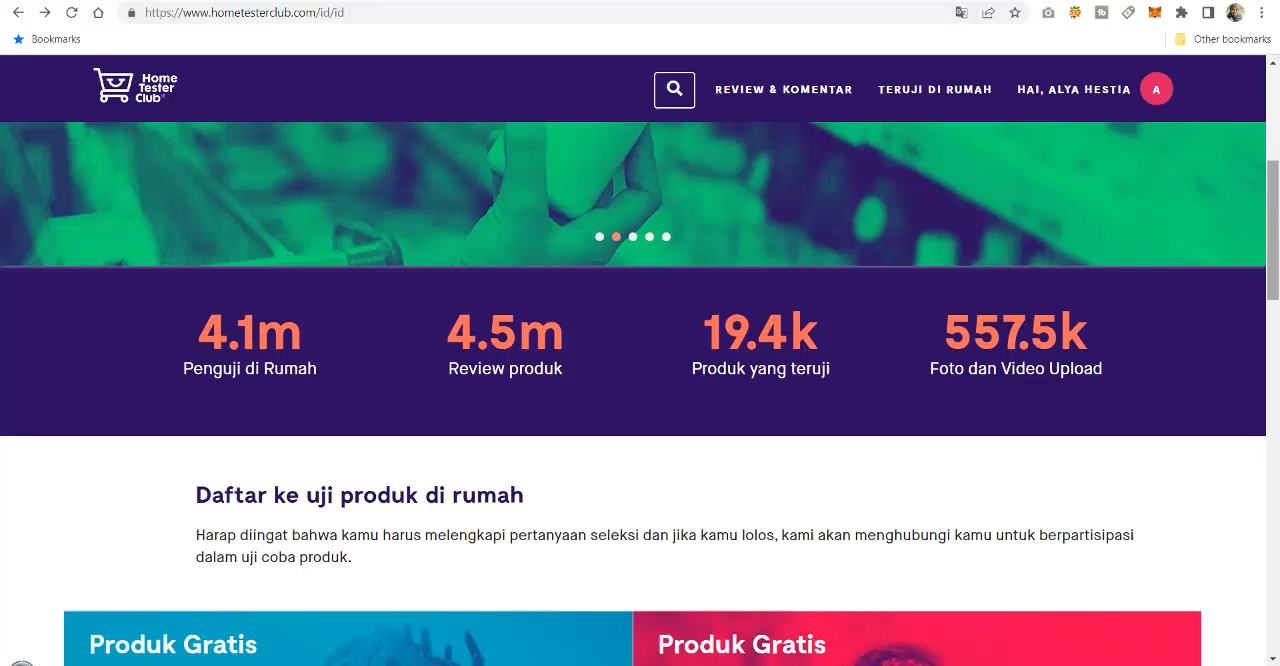 https://www.hometesterclub.com/id/id
Bookmarks
Other bookmarks
Home
Tester
Club
REVIEW & KOMENTAR
TERUJI DI RUMAH
HAI, ALYA HESTIA
A
4.1m
Penguji di Rumah
4.5m
Review produk
19.4k
Produk yang teruji
557.5k
Foto dan Video Upload
Daftar ke uji produk di rumah
Harap diingat bahwa kamu harus melengkapi pertanyaan seleksi dan jika kamu lolos, kami akan menghubungi kamu untuk berpartisipasi
dalam uji coba produk.
Produk Gratis
Produk Gratis